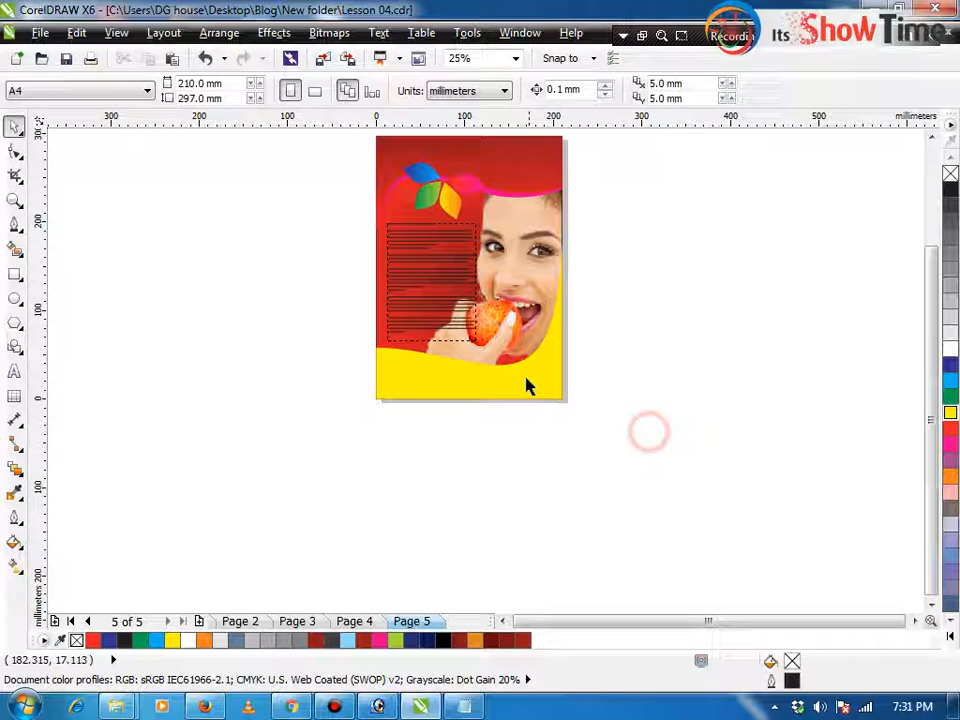 CorelDRAW X6 - [C:\Users\DG house\Desktop\Blog\New folder\Lesson 04.cdr]
Its ShowTime
File Edit View Layout Arrange Effects Bitmaps Text Table Tools Window Help
Recordin
25% Snap to
A4 210.0 mm 297.0 mm Units: millimeters 0.1 mm 5.0 mm 5.0 mm
300 200 100 0 100 200 300 400 500 millimeters
300
200
100
0
100
200
millimeters
5 of 5 Page 2 Page 3 Page 4 Page 5
( 182.315, 17.113 )
Document color profiles: RGB: sRGB IEC61966-2.1; CMYK: U.S. Web Coated (SWOP) v2; Grayscale: Dot Gain 20%
7:31 PM